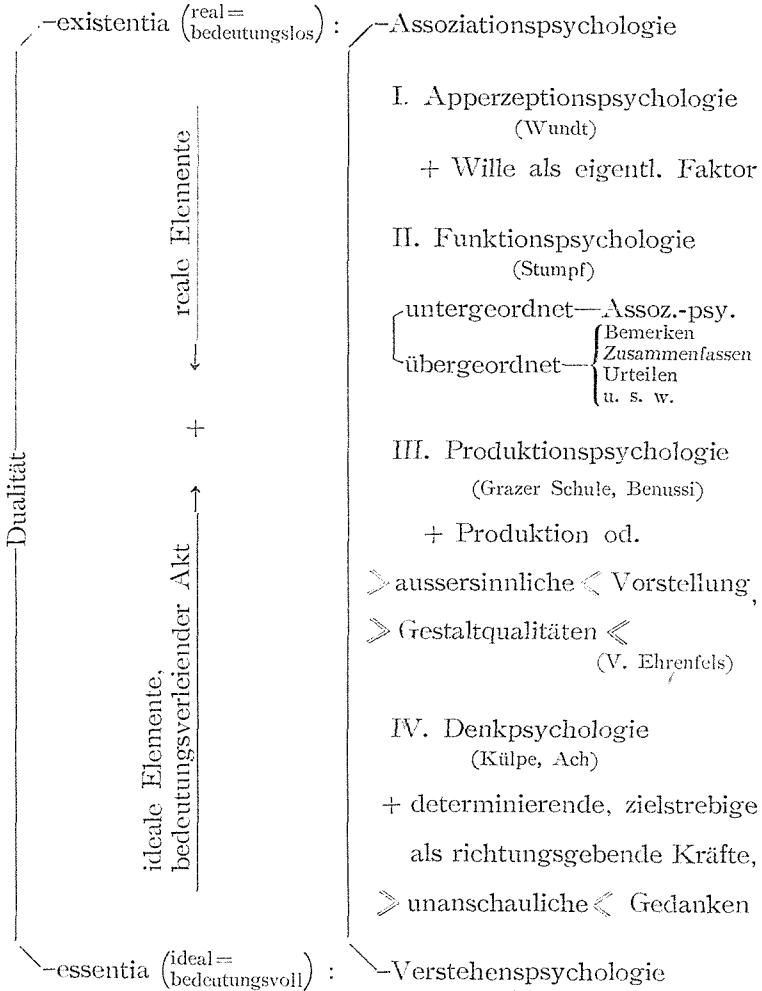 existentia (real= bedeutungslos) : Assoziationspsychologie
I. Apperzeptionspsychologie
(Wundt)
+ Wille als eigentl. Faktor
reale Elemente
II. Funktionspsychologie
(Stumpf)
untergeordnet—Assoz.-psy.
übergeordnet—{Bemerken
Zusammenfassen
Urteilen
u. s. w.
+
Dualität
III. Produktionspsychologie
(Grazer Schule, Benussi)
+ Produktion od.
≫ aussersinnliche ≪ Vorstellung,
≫ Gestaltqualitäten ≪
(V. Ehrenfels)
ideale Elemente,
bedeutungsverleiender Akt
IV. Denkpsychologie
(Külpe, Ach)
+ determinierende, zielstrebige
als richtungsgebende Kräfte,
≫ unanschauliche ≪ Gedanken
essentia (ideal= bedeutungsvoll) : Verstehenspsychologie